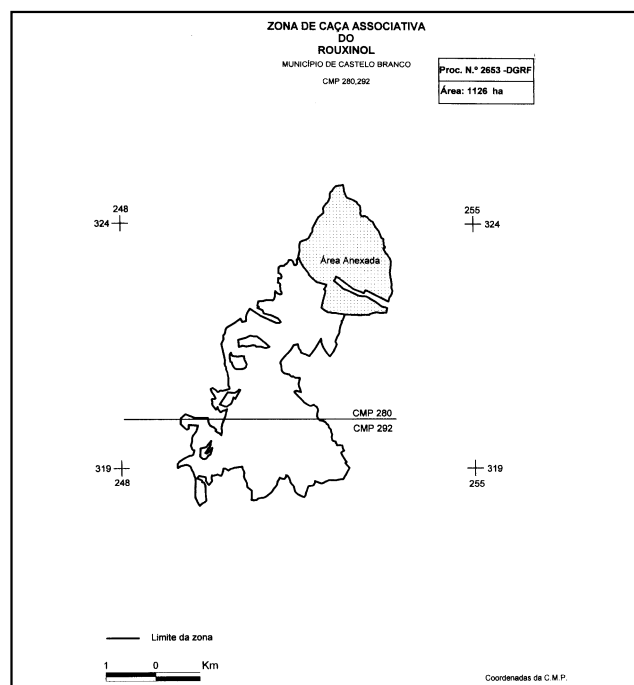 ZONA DE CAÇA ASSOCIATIVA
DO
ROUXINOL
MUNICÍPIO DE CASTELO BRANCO
CMP 280,292
Proc. N.º 2653 -DGRF
Área: 1126 ha
248
324
255
324
Área Anexada
CMP 280
CMP 292
319
248
319
255
Limite da zona
1 0 Km
Coordenadas da C.M.P.